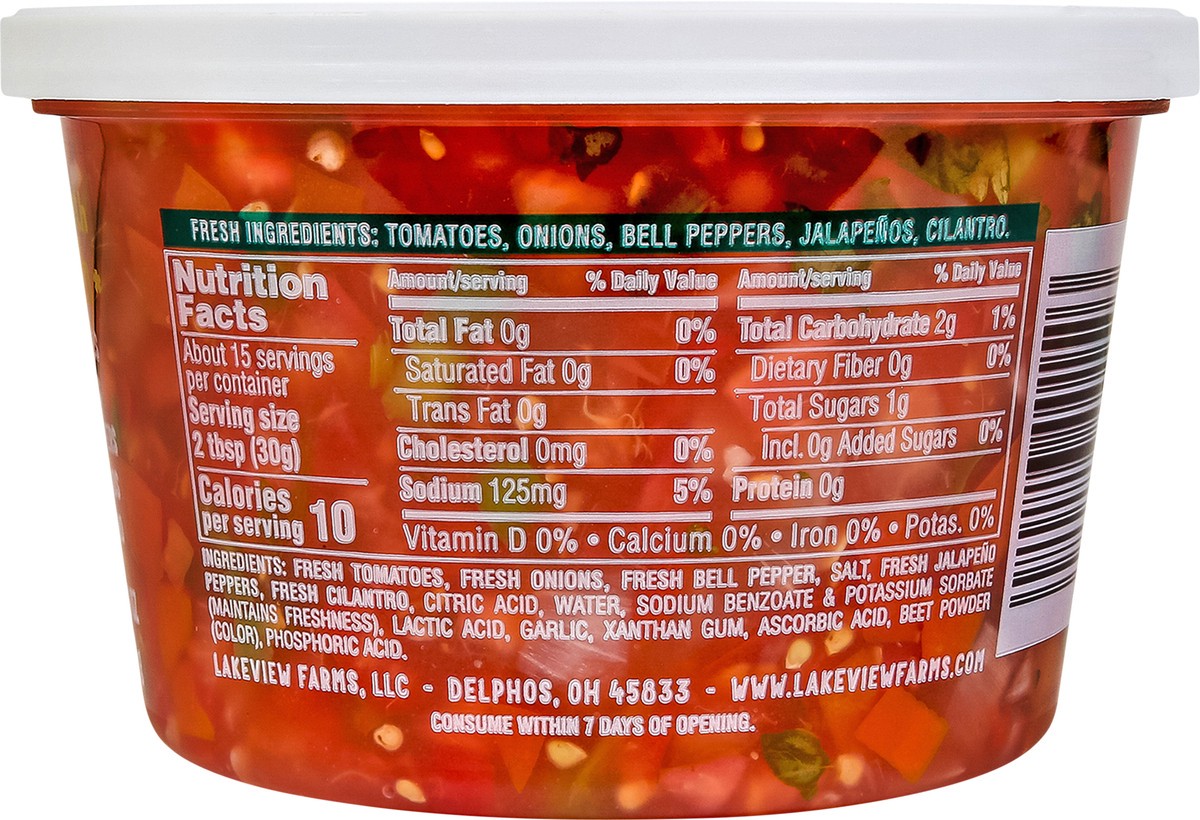 FRESH INGREDIENTS: TOMATOES, ONIONS, BELL PEPPERS, JALAPEÑOS, CILANTRO.
Nutrition
Facts
About 15 servings
per container
Serving size
2 tbsp (30g)
Calories
per serving 10
Amount/serving % Daily Value
Total Fat 0g 0%
Saturated Fat 0g 0%
Trans Fat 0g
Cholesterol 0mg 0%
Sodium 125mg 5%
Amount/serving % Daily Value
Total Carbohydrate 2g 1%
Dietary Fiber 0g 0%
Total Sugars 1g
Incl. 0g Added Sugars 0%
Protein 0g
Vitamin D 0% • Calcium 0% • Iron 0% • Potas. 0%
INGREDIENTS: FRESH TOMATOES, FRESH ONIONS, FRESH BELL PEPPER, SALT, FRESH JALAPEÑO
PEPPERS, FRESH CILANTRO, CITRIC ACID, WATER, SODIUM BENZOATE & POTASSIUM SORBATE
(MAINTAINS FRESHNESS), LACTIC ACID, GARLIC, XANTHAN GUM, ASCORBIC ACID, BEET POWDER
(COLOR), PHOSPHORIC ACID.
LAKEVIEW FARMS, LLC - DELPHOS, OH 45833 - WWW.LAKEVIEWFARMS.COM
CONSUME WITHIN 7 DAYS OF OPENING.